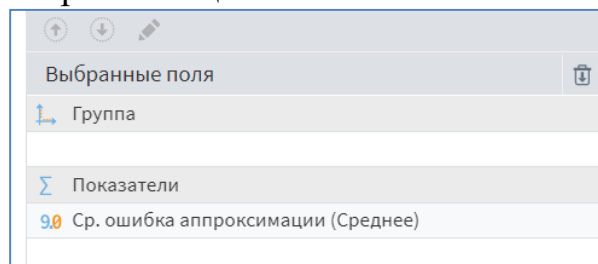 Выбранные поля
Группа
Σ Показатели
9.0 Ср. ошибка аппроксимации (Среднее)